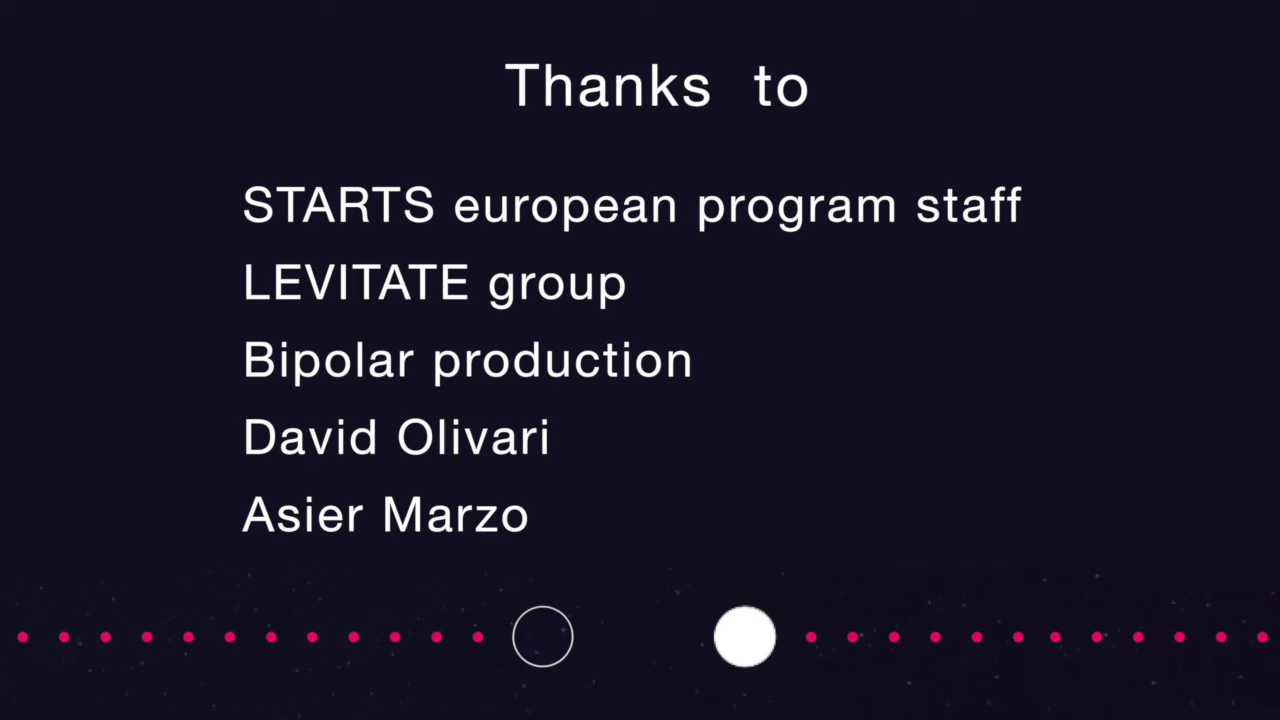 Thanks to
STARTS european program staff
LEVITATE group
Bipolar production
David Olivari
Asier Marzo